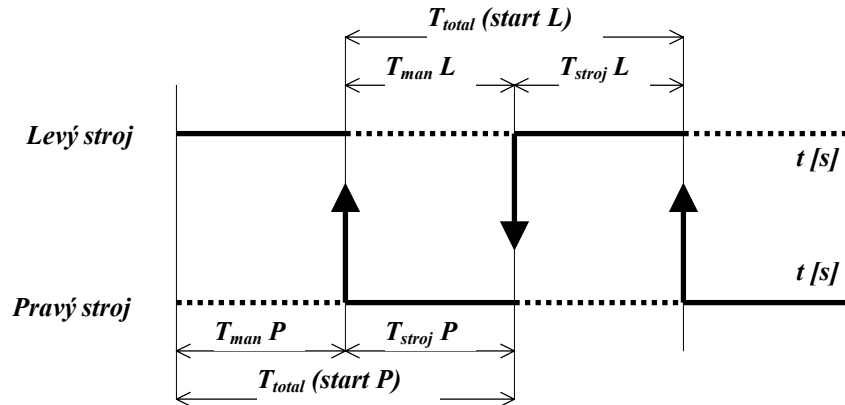 T_total (start L)
T_man L T_stroj L
Levý stroj
t [s]
t [s]
Pravý stroj
T_man P T_stroj P
T_total (start P)